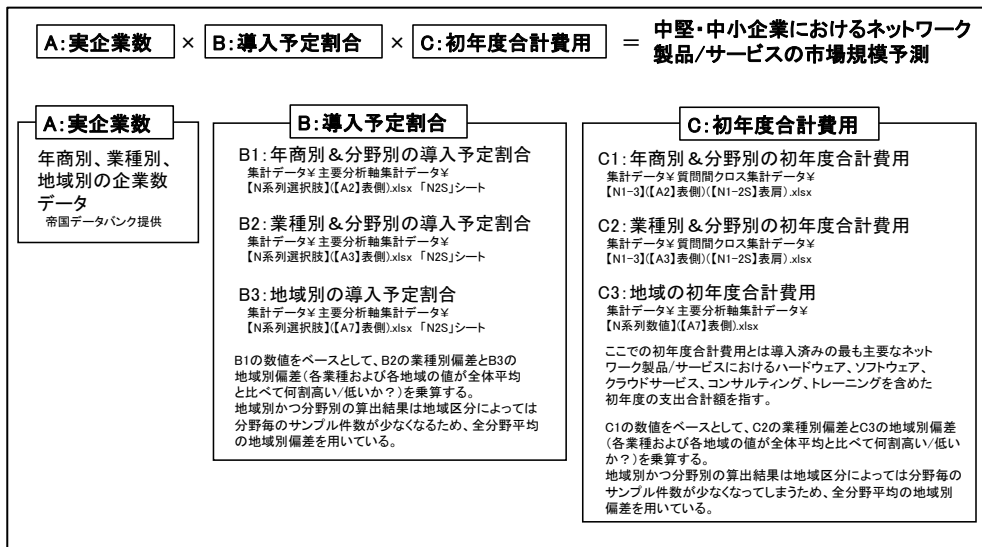 A:実企業数 × B:導入予定割合 × C:初年度合計費用 = 中堅・中小企業におけるネットワーク
製品/サービスの市場規模予測
A:実企業数
年商別、業種別、
地域別の企業数
データ
帝国データバンク提供
B:導入予定割合
B1:年商別&分野別の導入予定割合
集計データ¥主要分析軸集計データ¥
【N系列選択肢】(【A2】表側).xlsx 「N2S」シート
B2:業種別&分野別の導入予定割合
集計データ¥主要分析軸集計データ¥
【N系列選択肢】(【A3】表側).xlsx 「N2S」シート
B3:地域別の導入予定割合
集計データ¥主要分析軸集計データ¥
【N系列選択肢】(【A7】表側).xlsx 「N2S」シート
B1の数値をベースとして、B2の業種別偏差とB3の
地域別偏差(各業種および各地域の値が全体平均
と比べて何割高い/低いか?)を乗算する。
地域別かつ分野別の算出結果は地域区分によっては
分野毎のサンプル件数が少なくなるため、全分野平均
の地域別偏差を用いている。
C:初年度合計費用
C1:年商別&分野別の初年度合計費用
集計データ¥質問間クロス集計データ¥
【N1-3】(【A2】表側)(【N1-2S】表肩).xlsx
C2:業種別&分野別の初年度合計費用
集計データ¥質問間クロス集計データ¥
【N1-3】(【A3】表側)(【N1-2S】表肩).xlsx
C3:地域の初年度合計費用
集計データ¥主要分析軸集計データ¥
【N系列数値】(【A7】表側).xlsx
ここでの初年度合計費用とは導入済みの最も主要なネット
ワーク製品/サービスにおけるハードウェア、ソフトウェア、
クラウドサービス、コンサルティング、トレーニングを含めた
初年度の支出合計額を指す。
C1の数値をベースとして、C2の業種別偏差とC3の地域別偏差
(各業種および各地域の値が全体平均と比べて何割高い/低い
か?)を乗算する。
地域別かつ分野別の算出結果は地域区分によっては分野毎の
サンプル件数が少なくなってしまうため、全分野平均の地域別
偏差を用いている。